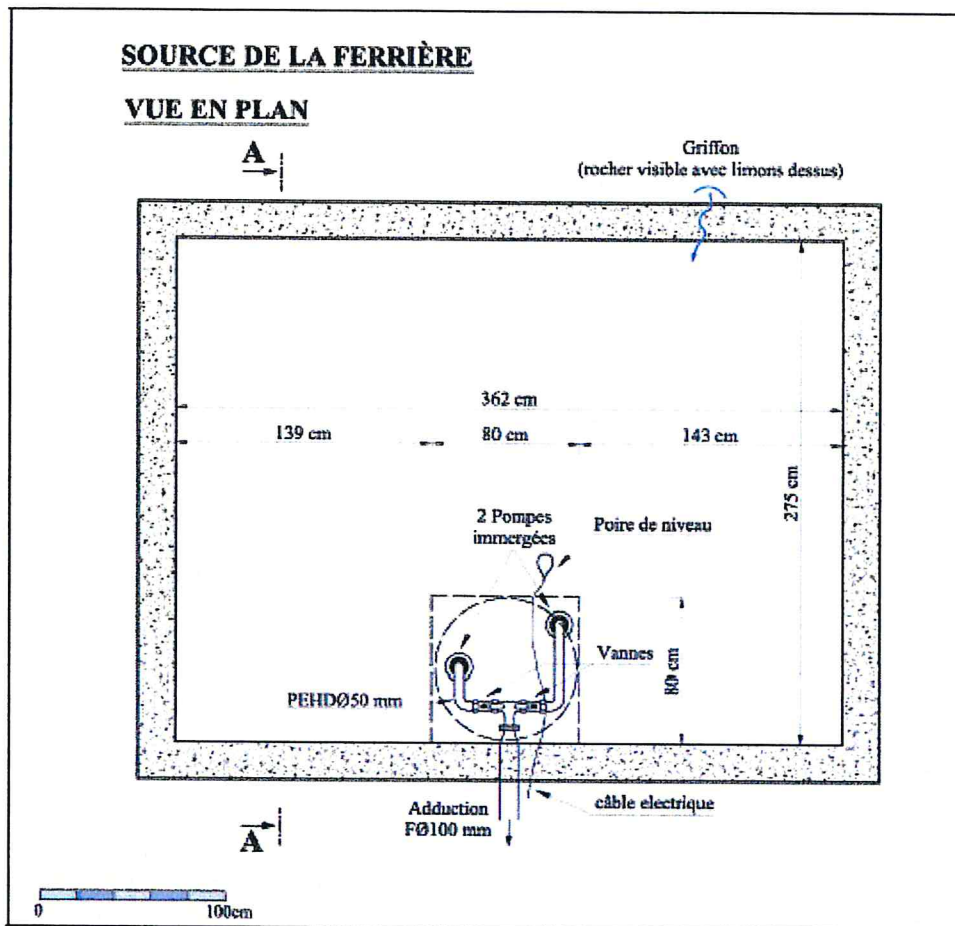 SOURCE DE LA FERRIÈRE
VUE EN PLAN
A
Griffon
(rocher visible avec limons dessus)
362 cm
139 cm
80 cm
143 cm
275 cm
2 Pompes
immergées
Poire de niveau
Vannes
80 cm
PEHDØ50 mm
Adduction
FØ100 mm
câble electrique
A
0
100cm